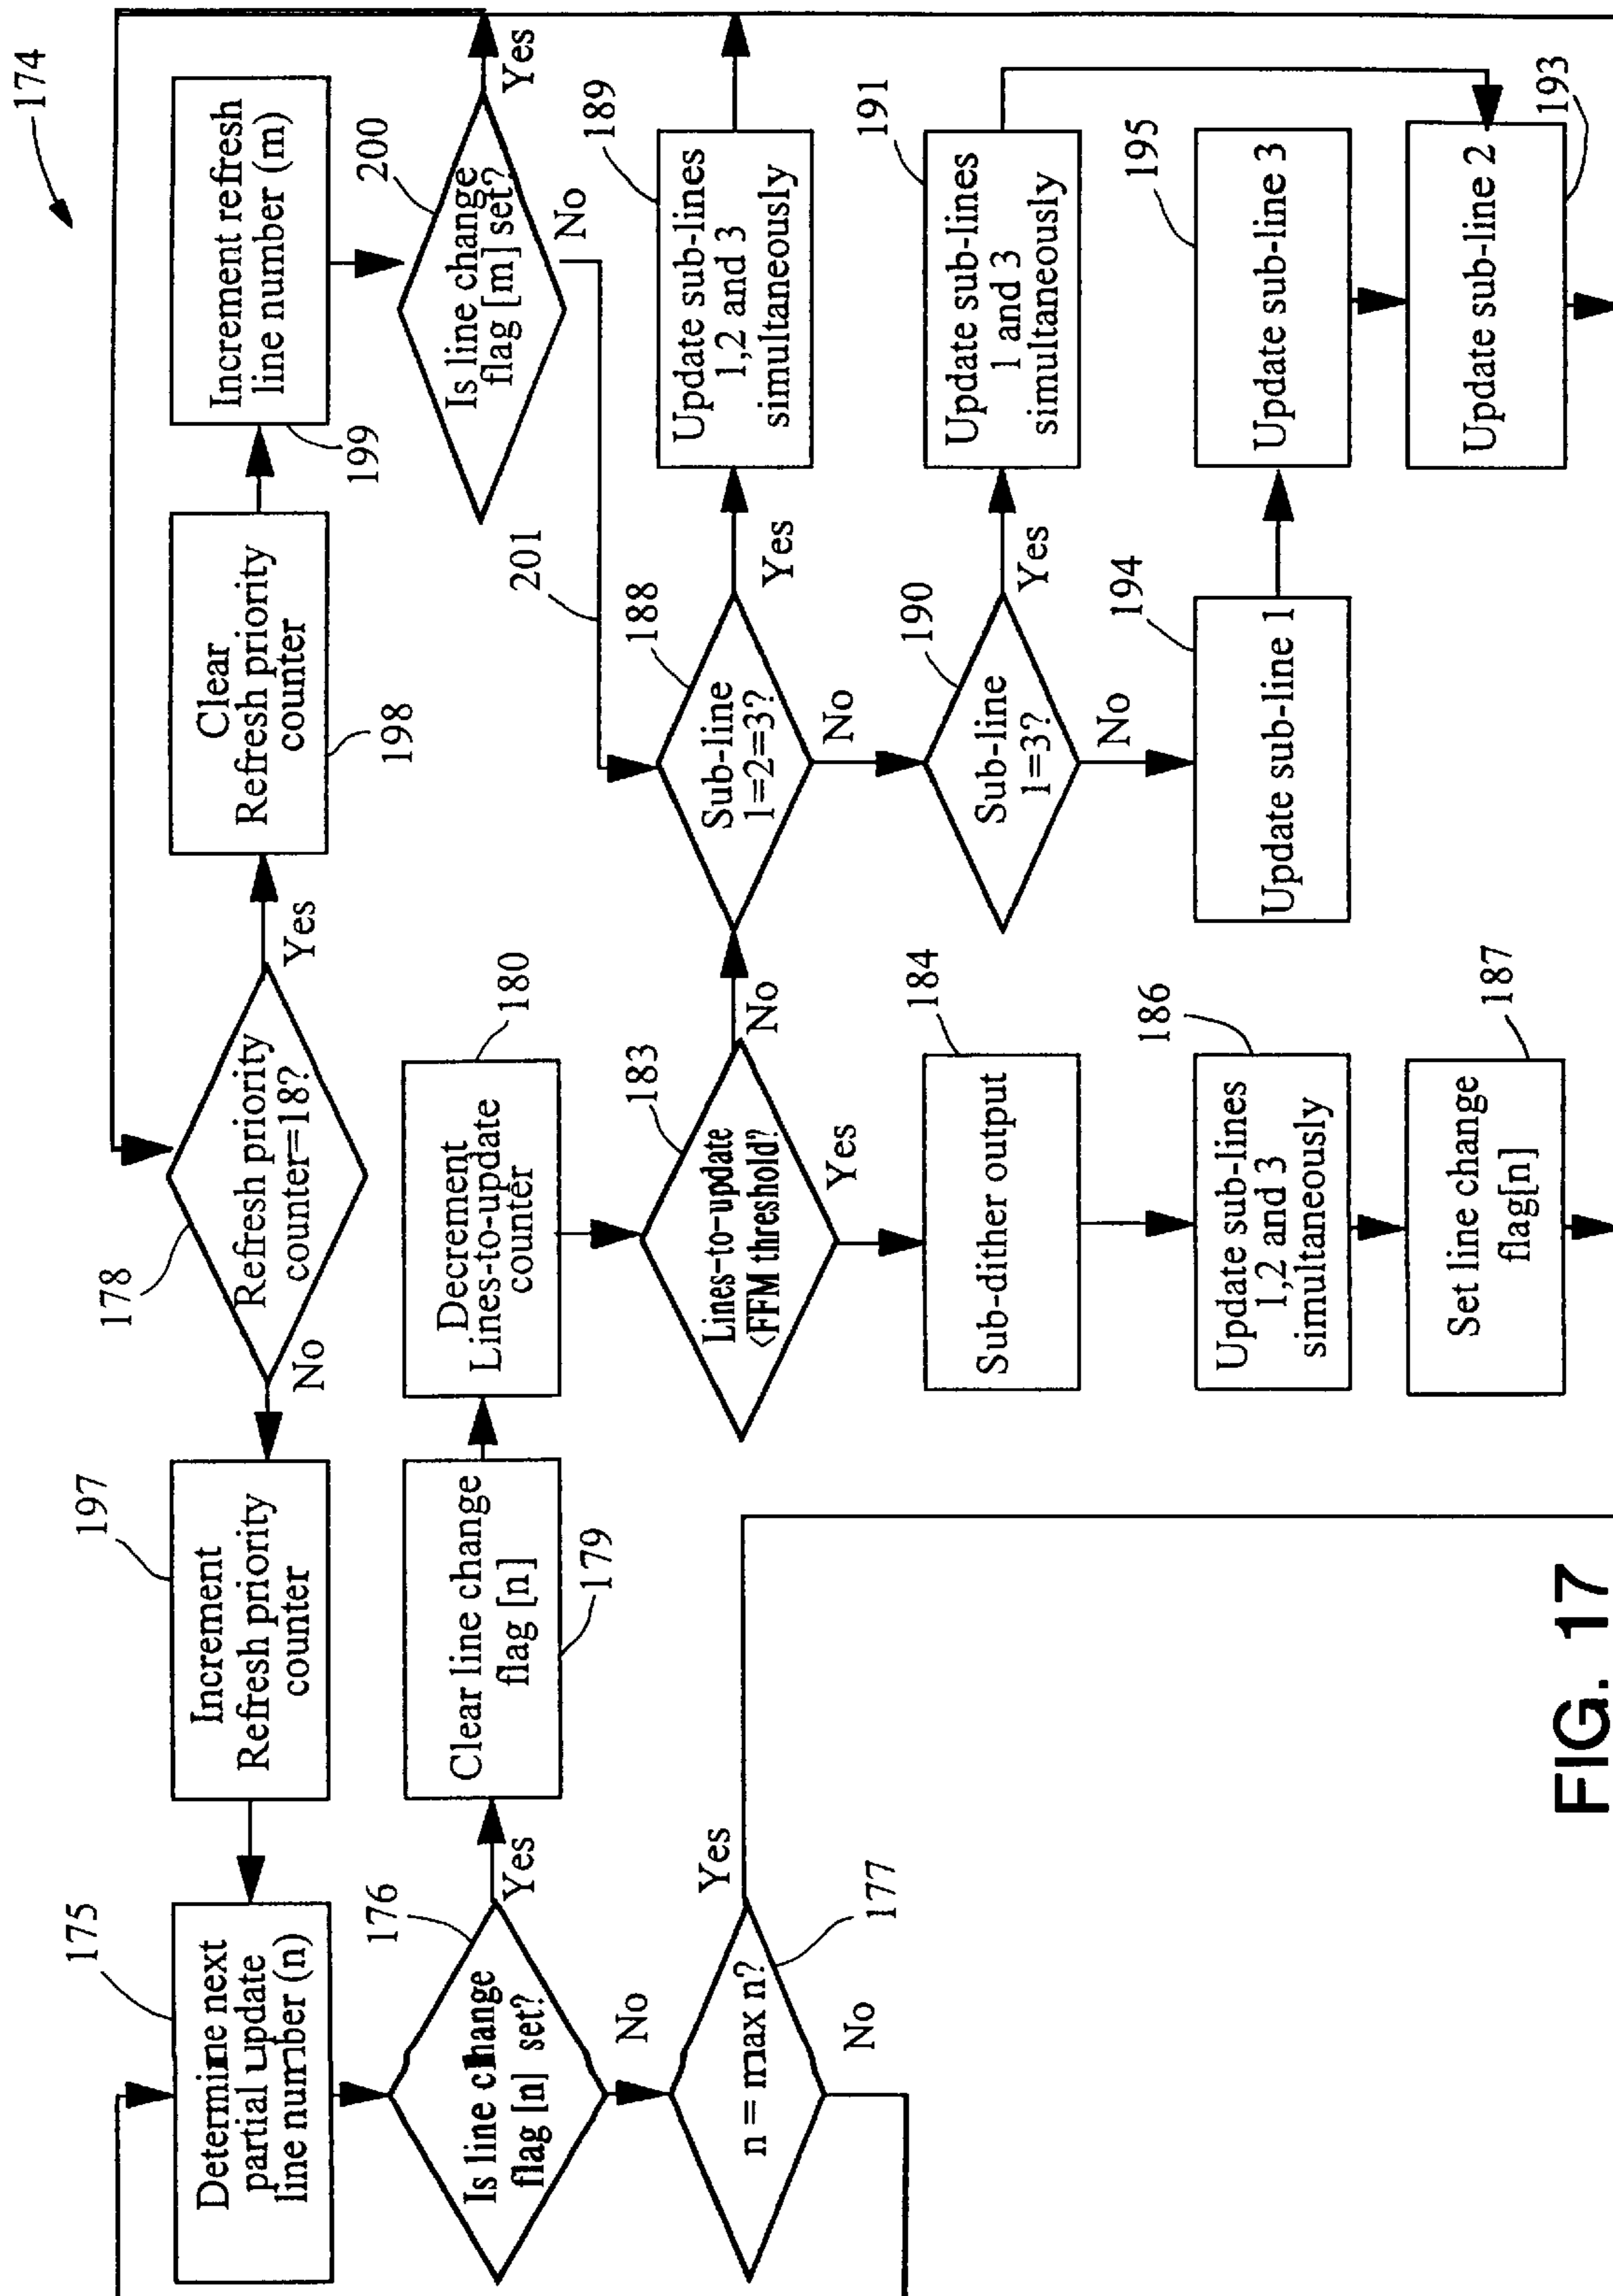 174
197
Increment
Refresh priority
counter
178
Refresh priority
counter=18?
No
Yes
Clear
Refresh priority
counter
198
Increment refresh
line number (m)
199
175
Determine next
partial update
line number (n)
176
Is line change
flag [n] set?
Yes
No
Clear line change
flag [n]
179
Decrement
Lines-to-update
counter
180
200
Is line change
flag [m] set?
Yes
No
201
177
n = max n?
Yes
No
183
Lines-to-update
<FFM threshold?
No
Yes
188
Sub-line
1=2=3?
Yes
No
189
Update sub-lines
1,2 and 3
simultaneously
184
Sub-dither output
190
Sub-line
1=3?
Yes
No
191
Update sub-lines
1 and 3
simultaneously
186
Update sub-lines
1,2 and 3
simultaneously
194
Update sub-line 1
195
Update sub-line 3
187
Set line change
flag[n]
Update sub-line 2
193
FIG. 17